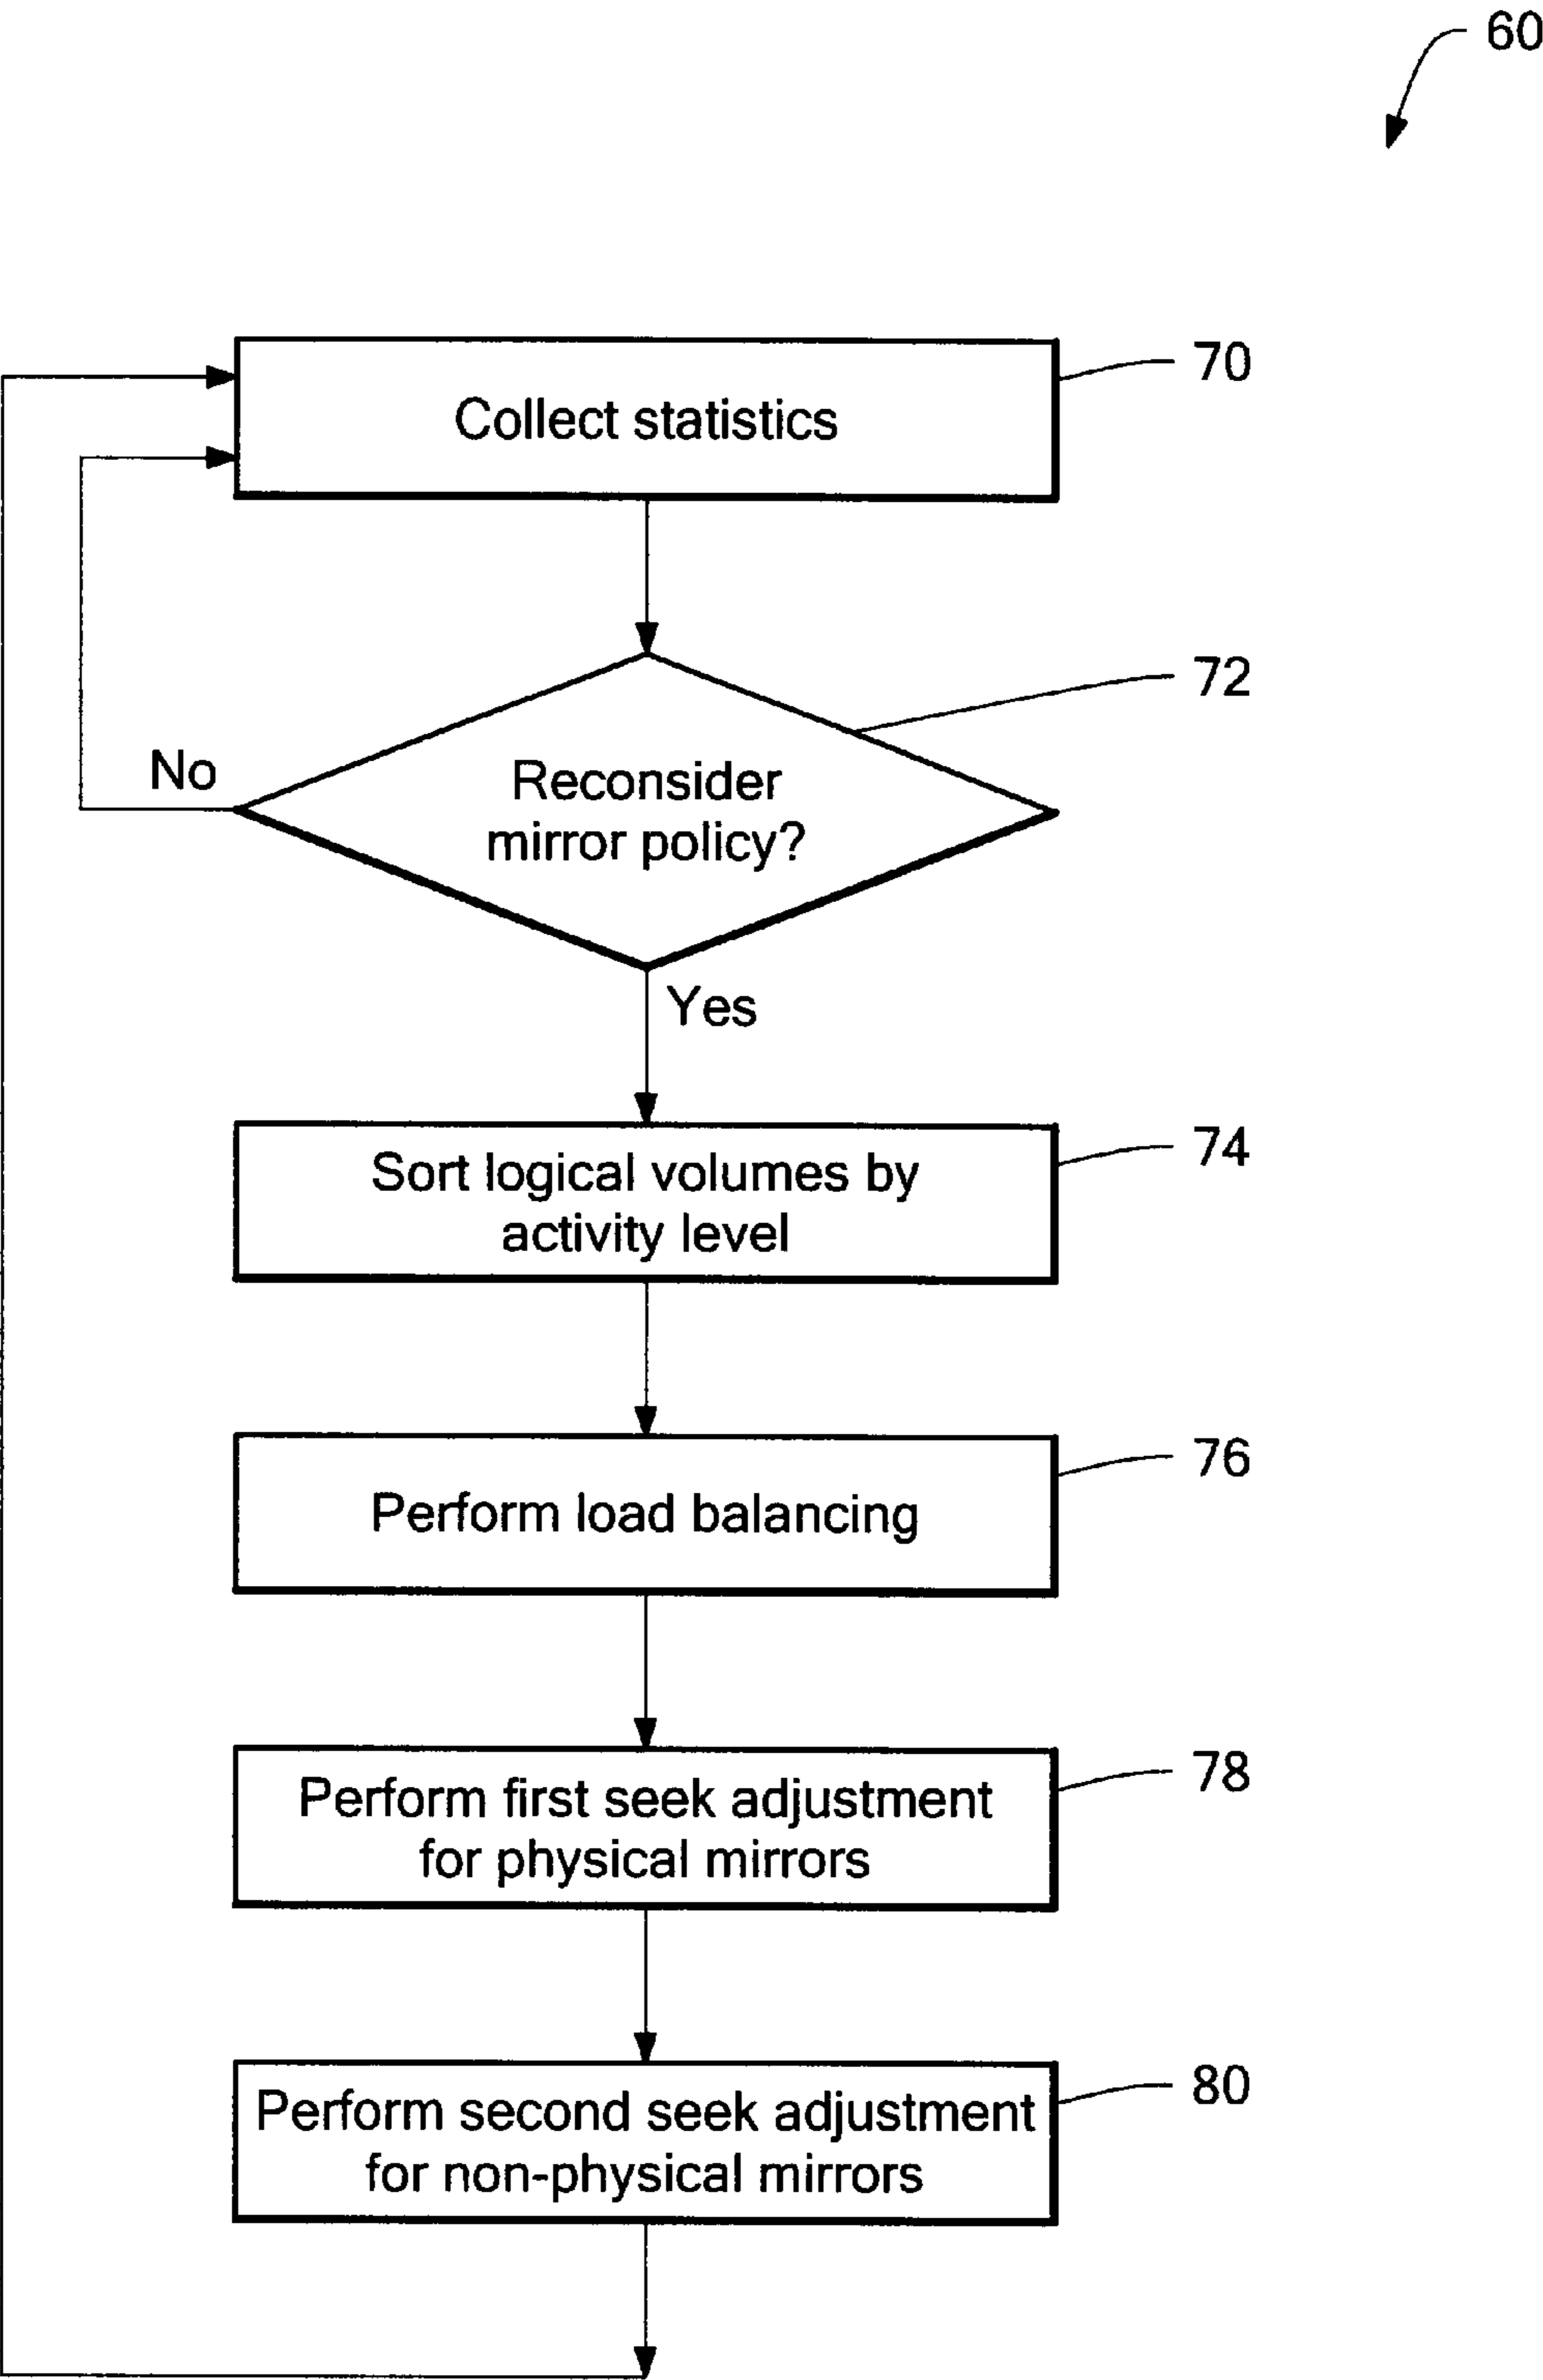 60
Collect statistics
70
Reconsider
mirror policy?
72
No
Yes
Sort logical volumes by
activity level
74
Perform load balancing
76
Perform first seek adjustment
for physical mirrors
78
Perform second seek adjustment
for non-physical mirrors
80